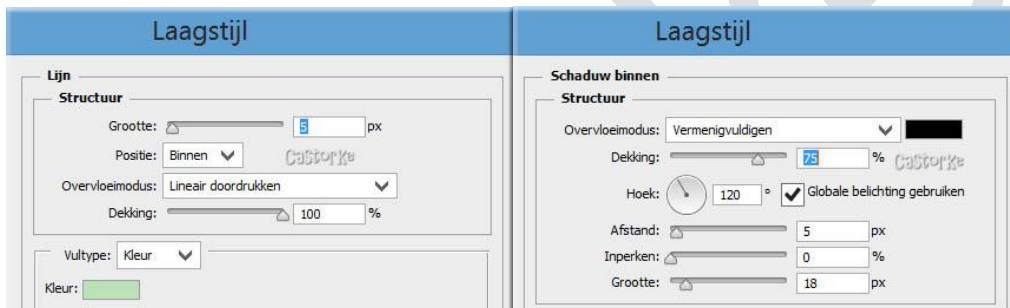 Laagstijl
Lijn
Structuur
Grootte: 5 px
Positie: Binnen
CaStorKe
Overvloeimodus: Lineair doordrukken
Dekking: 100 %
Vultype: Kleur
Kleur:
Laagstijl
Schaduw binnen
Structuur
Overvloeimodus: Vermenigvuldigen
Dekking: 75 %
CaStorKe
Hoek: 120 ° Globale belichting gebruiken
Afstand: 5 px
Inperken: 0 %
Grootte: 18 px